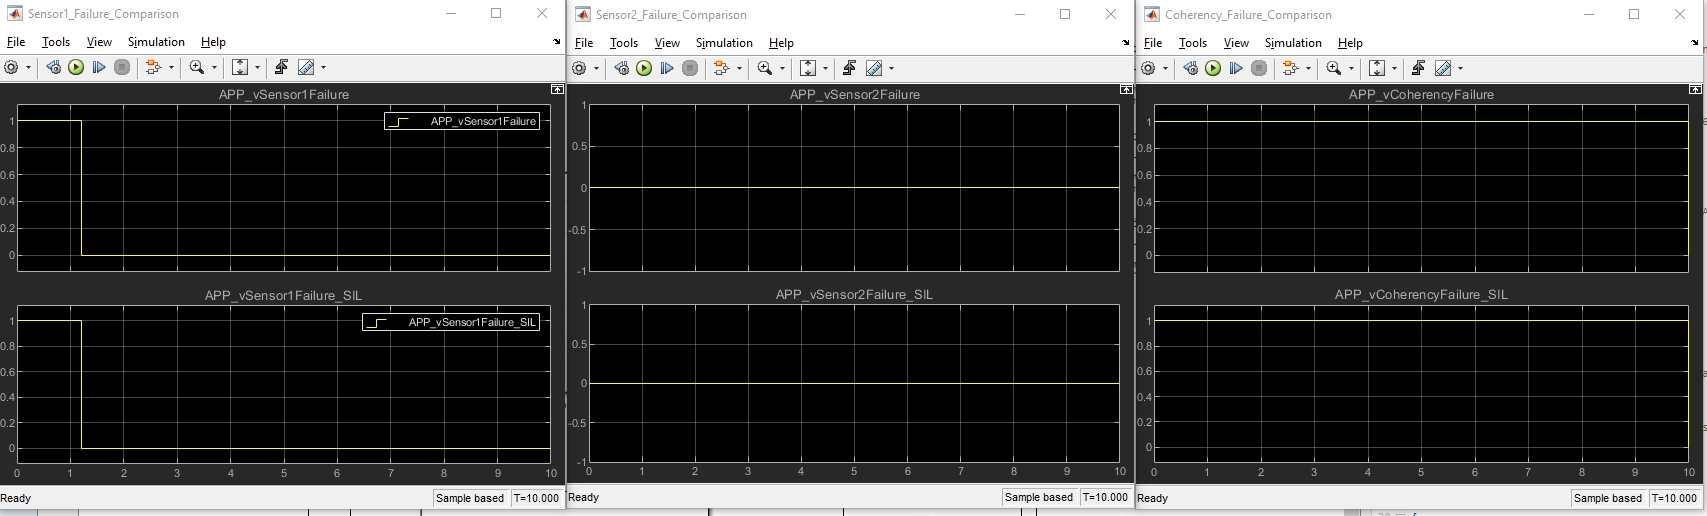 Sensor1_Failure_Comparison
File Tools View Simulation Help
APP_vSensor1Failure
APP_vSensor1Failure
1
0.8
0.6
0.4
0.2
0
APP_vSensor1Failure_SIL
APP_vSensor1Failure_SIL
1
0.8
0.6
0.4
0.2
0
0 1 2 3 4 5 6 7 8 9 10
Ready Sample based T=10.000
Sensor2_Failure_Comparison
File Tools View Simulation Help
APP_vSensor2Failure
1
0.5
0
-0.5
-1
APP_vSensor2Failure_SIL
1
0.5
0
-0.5
-1
0 1 2 3 4 5 6 7 8 9 10
Ready Sample based T=10.000
Coherency_Failure_Comparison
File Tools View Simulation Help
APP_vCoherencyFailure
1
0.8
0.6
0.4
0.2
0
APP_vCoherencyFailure_SIL
1
0.8
0.6
0.4
0.2
0
0 1 2 3 4 5 6 7 8 9 10
Ready Sample based T=10.000